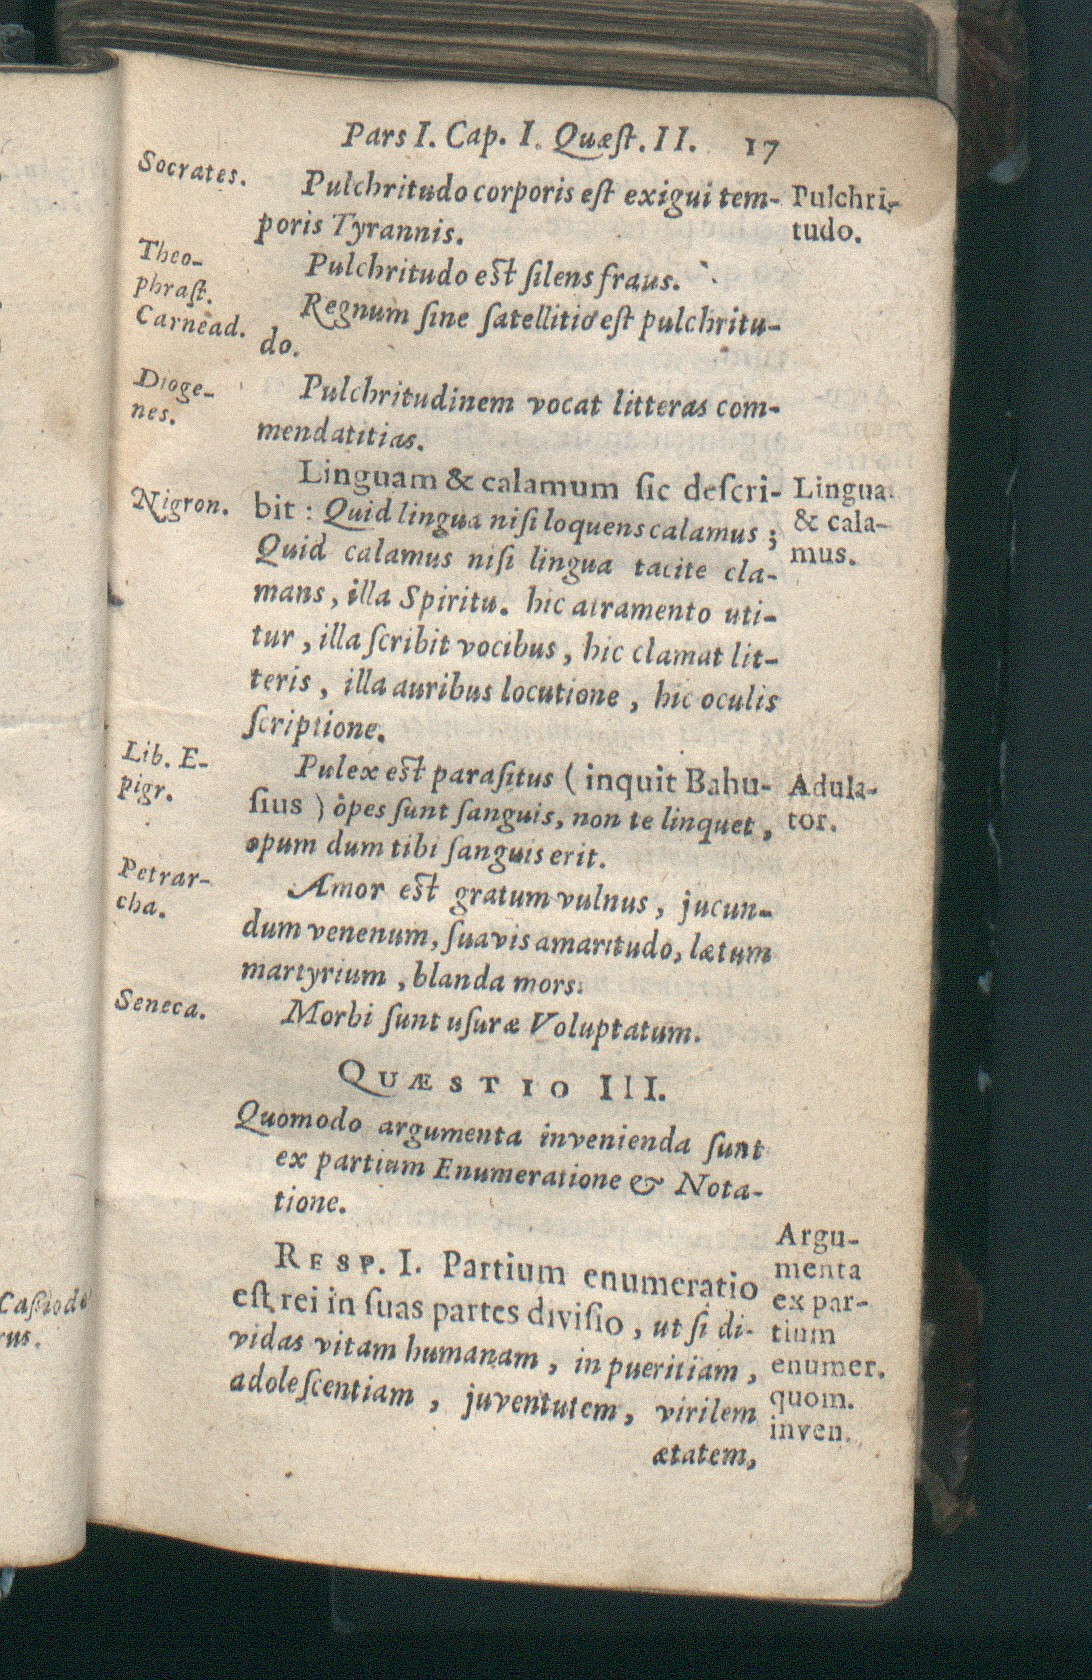 Pars I. Cap. I. Quæſt. II. 17
Socrates.
Pulchritudo corporis eſt exigui tem-
poris Tyrannis.
Pulchri-
tudo.
Theo-
phraſt.
Pulchritudo eſt ſilens fraus.
Carnead.
Regnum ſine ſatellitio eſt pulchritu-
do.
Dioge-
nes.
Pulchritudinem vocat litteras com-
mendatitias.
Nigron.
Linguam & calamum ſic deſcri-
bit : Quid lingua niſi loquens calamus ;
Quid calamus niſi lingua tacite cla-
mans, illa Spiritu. hic atramento uti-
tur, illa ſcribit vocibus, hic clamat lit-
teris, illa auribus locutione, hic oculis
ſcriptione.
Lingua
& cala-
mus.
Lib. E-
pigr.
Pulex eſt paraſitus ( inquit Bahu-
ſius ) opes ſunt ſanguis, non te linquet,
opum dum tibi ſanguis erit.
Adula-
tor.
Petrar-
cha.
Amor eſt gratum vulnus, jucun-
dum venenum, ſuavis amaritudo, lætum
martyrium, blanda mors.
Seneca.
Morbi ſunt uſuræ Voluptatum.
QUÆSTIO III.
Quomodo argumenta invenienda ſunt
ex partium Enumeratione & Nota-
tione.
RESP. I. Partium enumeratio
eſt rei in ſuas partes diviſio, ut ſi di-
vidas vitam humanam, in pueritiam,
adoleſcentiam, juventutem, virilem
ætatem,
Argu-
menta
ex par-
tium
enumer.
quom.
inven.
Caſſiodo
rus.